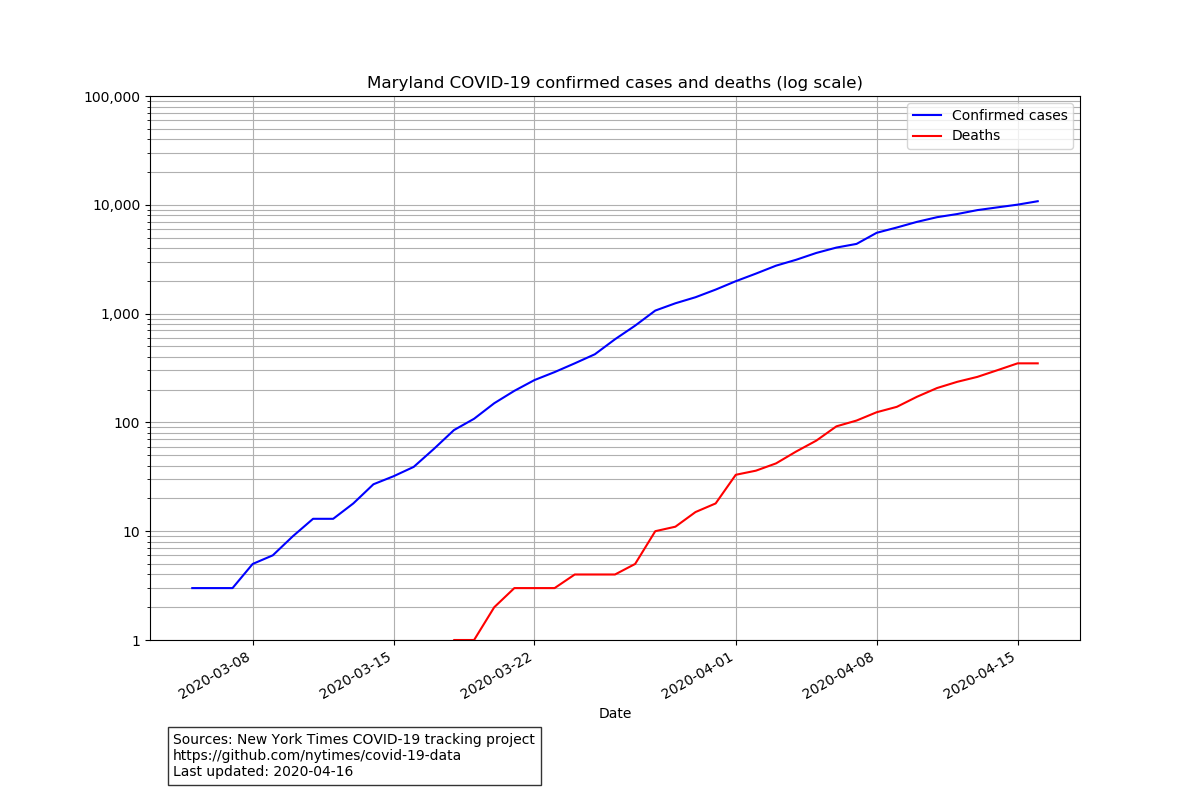 Maryland COVID-19 confirmed cases and deaths (log scale)
100,000
10,000
1,000
100
10
1
Confirmed cases
Deaths
2020-03-08
2020-03-15
2020-03-22
2020-04-01
2020-04-08
2020-04-15
Date
Sources: New York Times COVID-19 tracking project
https://github.com/nytimes/covid-19-data
Last updated: 2020-04-16